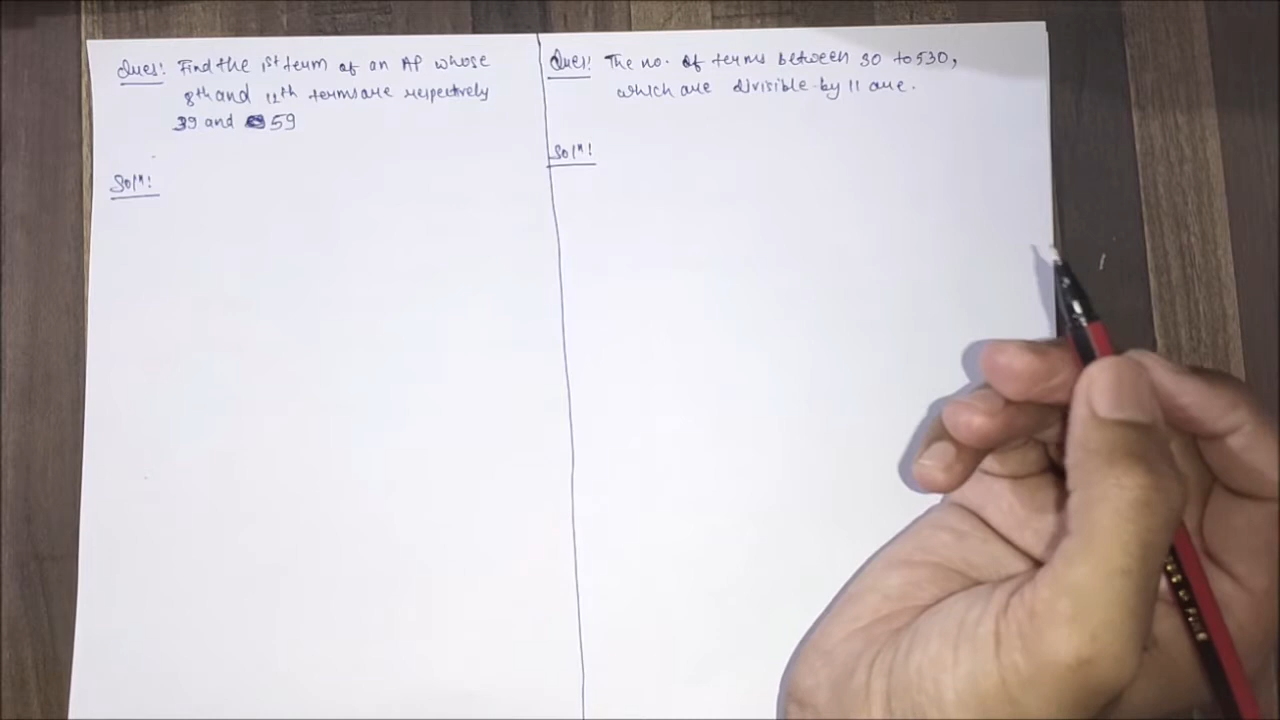 Ques: Find the 1st term of an AP whose
8th and 12th terms are respectively
39 and 59
Soln:
Ques: The no. of terms between 30 to 530,
which are divisible by 11 are.
Soln: